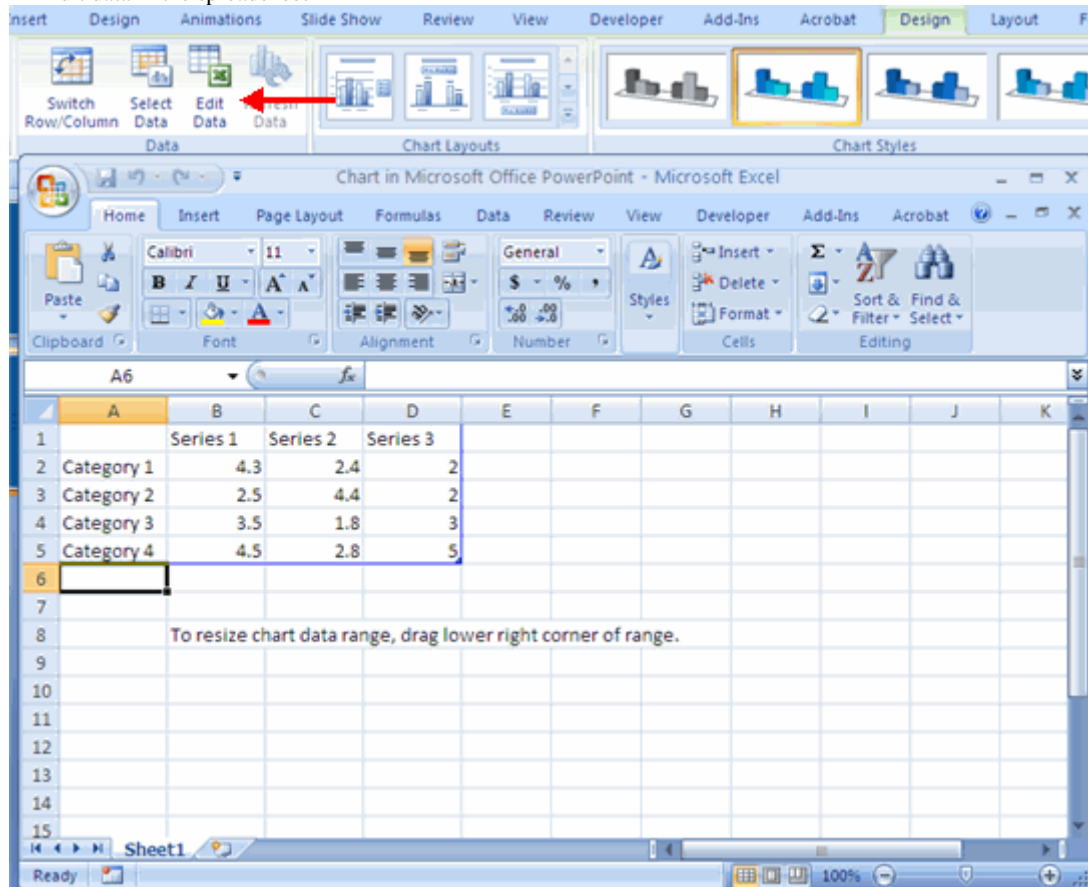 nsert Design Animations Slide Show Review View Developer Add-Ins Acrobat Design Layout F
Switch Select Edit Refresh
Row/Column Data Data Data
Data Chart Layouts Chart Styles
Chart in Microsoft Office PowerPoint - Microsoft Excel
Home Insert Page Layout Formulas Data Review View Developer Add-Ins Acrobat
Calibri 11 General Insert Σ
B I U A A $ % , Delete
Paste Styles Format Sort & Find &
Filter Select
Clipboard Font Alignment Number Cells Editing
A6 fx
A B C D E F G H I J K
1 Series 1 Series 2 Series 3
2 Category 1 4.3 2.4 2
3 Category 2 2.5 4.4 2
4 Category 3 3.5 1.8 3
5 Category 4 4.5 2.8 5
6
7
8 To resize chart data range, drag lower right corner of range.
9
10
11
12
13
14
15
Sheet1
Ready 100%